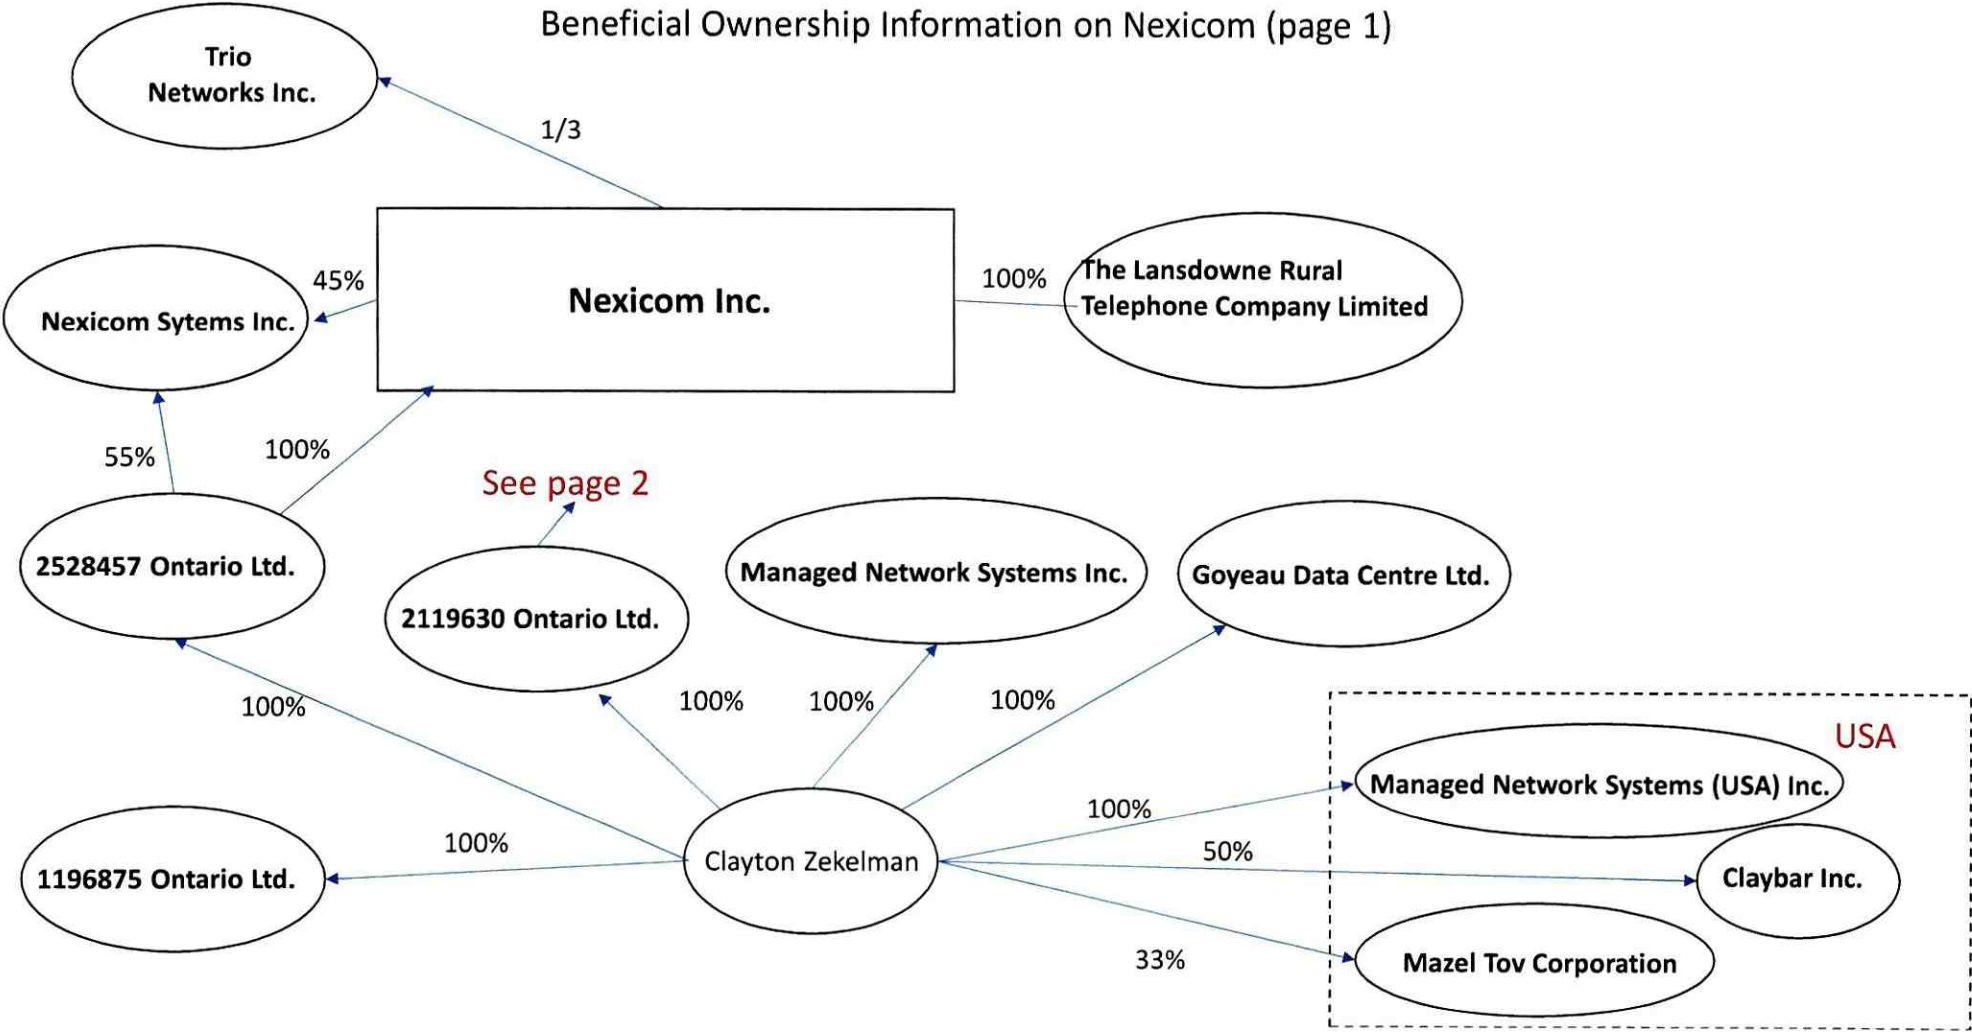 Beneficial Ownership Information on Nexicom (page 1)
Trio
Networks Inc.
1/3
45%
Nexicom Sytems Inc.
Nexicom Inc.
100%
The Lansdowne Rural
Telephone Company Limited
55%
100%
See page 2
2528457 Ontario Ltd.
2119630 Ontario Ltd.
Managed Network Systems Inc.
Goyeau Data Centre Ltd.
100%
100%
100%
100%
USA
Managed Network Systems (USA) Inc.
100%
100%
50%
1196875 Ontario Ltd.
Clayton Zekelman
Claybar Inc.
33%
Mazel Tov Corporation